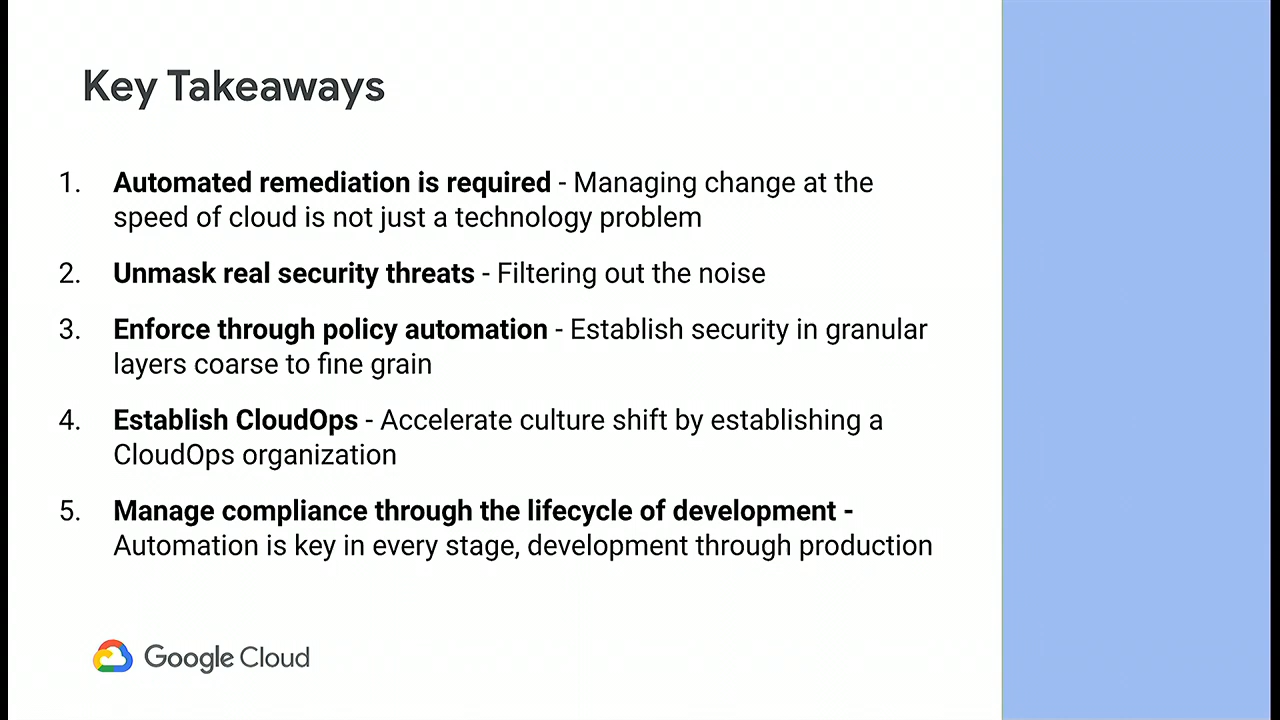 Key Takeaways
1. Automated remediation is required - Managing change at the
speed of cloud is not just a technology problem
2. Unmask real security threats - Filtering out the noise
3. Enforce through policy automation - Establish security in granular
layers coarse to fine grain
4. Establish CloudOps - Accelerate culture shift by establishing a
CloudOps organization
5. Manage compliance through the lifecycle of development -
Automation is key in every stage, development through production
Google Cloud